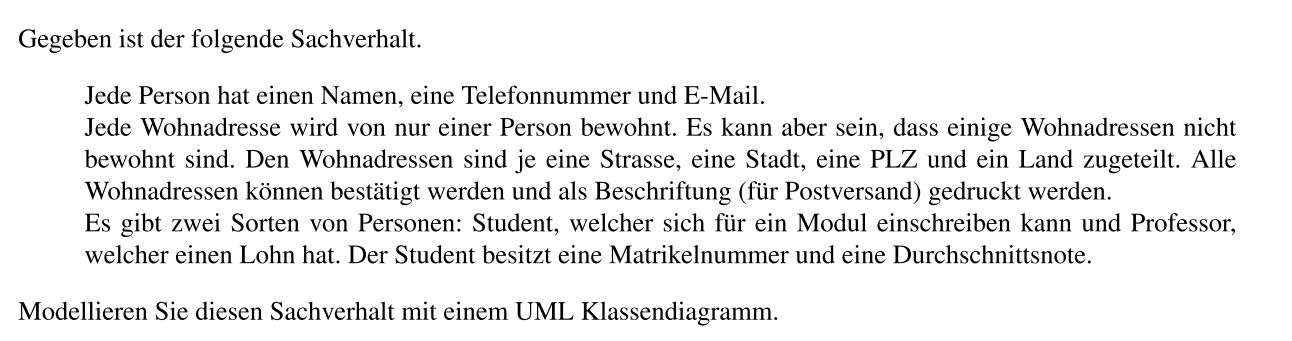 Gegeben ist der folgende Sachverhalt.
Jede Person hat einen Namen, eine Telefonnummer und E-Mail.
Jede Wohnadresse wird von nur einer Person bewohnt. Es kann aber sein, dass einige Wohnadressen nicht
bewohnt sind. Den Wohnadressen sind je eine Strasse, eine Stadt, eine PLZ und ein Land zugeteilt. Alle
Wohnadressen können bestätigt werden und als Beschriftung (für Postversand) gedruckt werden.
Es gibt zwei Sorten von Personen: Student, welcher sich für ein Modul einschreiben kann und Professor,
welcher einen Lohn hat. Der Student besitzt eine Matrikelnummer und eine Durchschnittsnote.
Modellieren Sie diesen Sachverhalt mit einem UML Klassendiagramm.